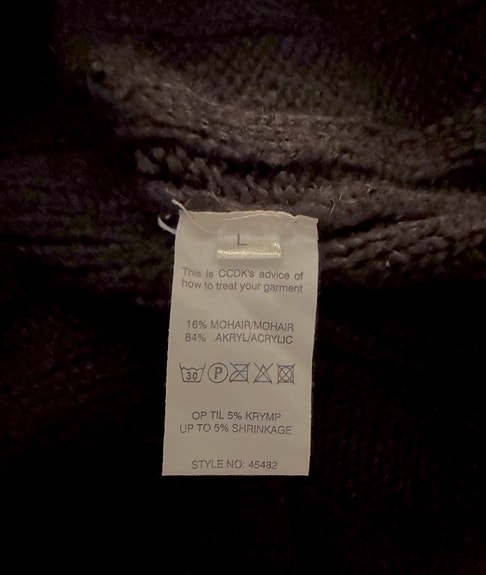 L
This is CCDK's advice of
how to treat your garment
16% MOHAIR/MOHAIR
84% AKRYL/ACRYLIC
30 P
OP TIL 5% KRYMP
UP TO 5% SHRINKAGE
STYLE NO: 45482